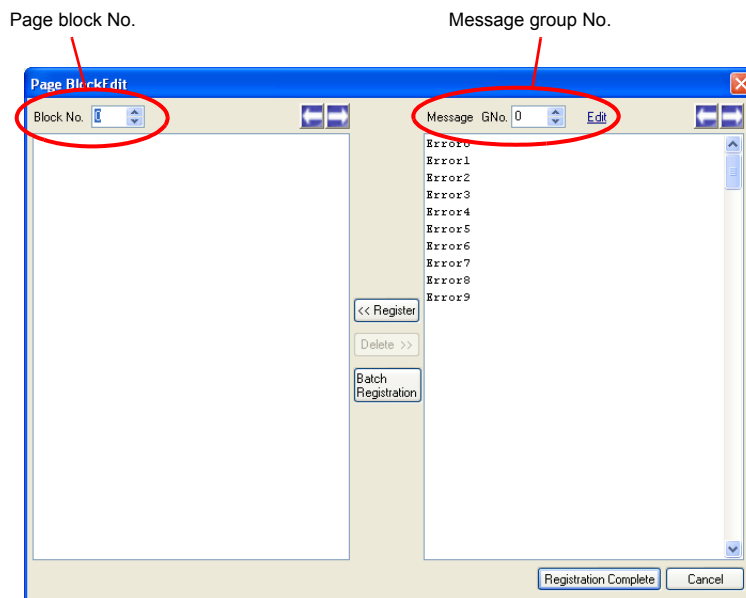 Page block No.
Message group No.
Page BlockEdit
Block No. 0
Message GNo. 0 Edit
Error0
Error1
Error2
Error3
Error4
Error5
Error6
Error7
Error8
Error9
<< Register
Delete >>
Batch
Registration
Registration Complete
Cancel